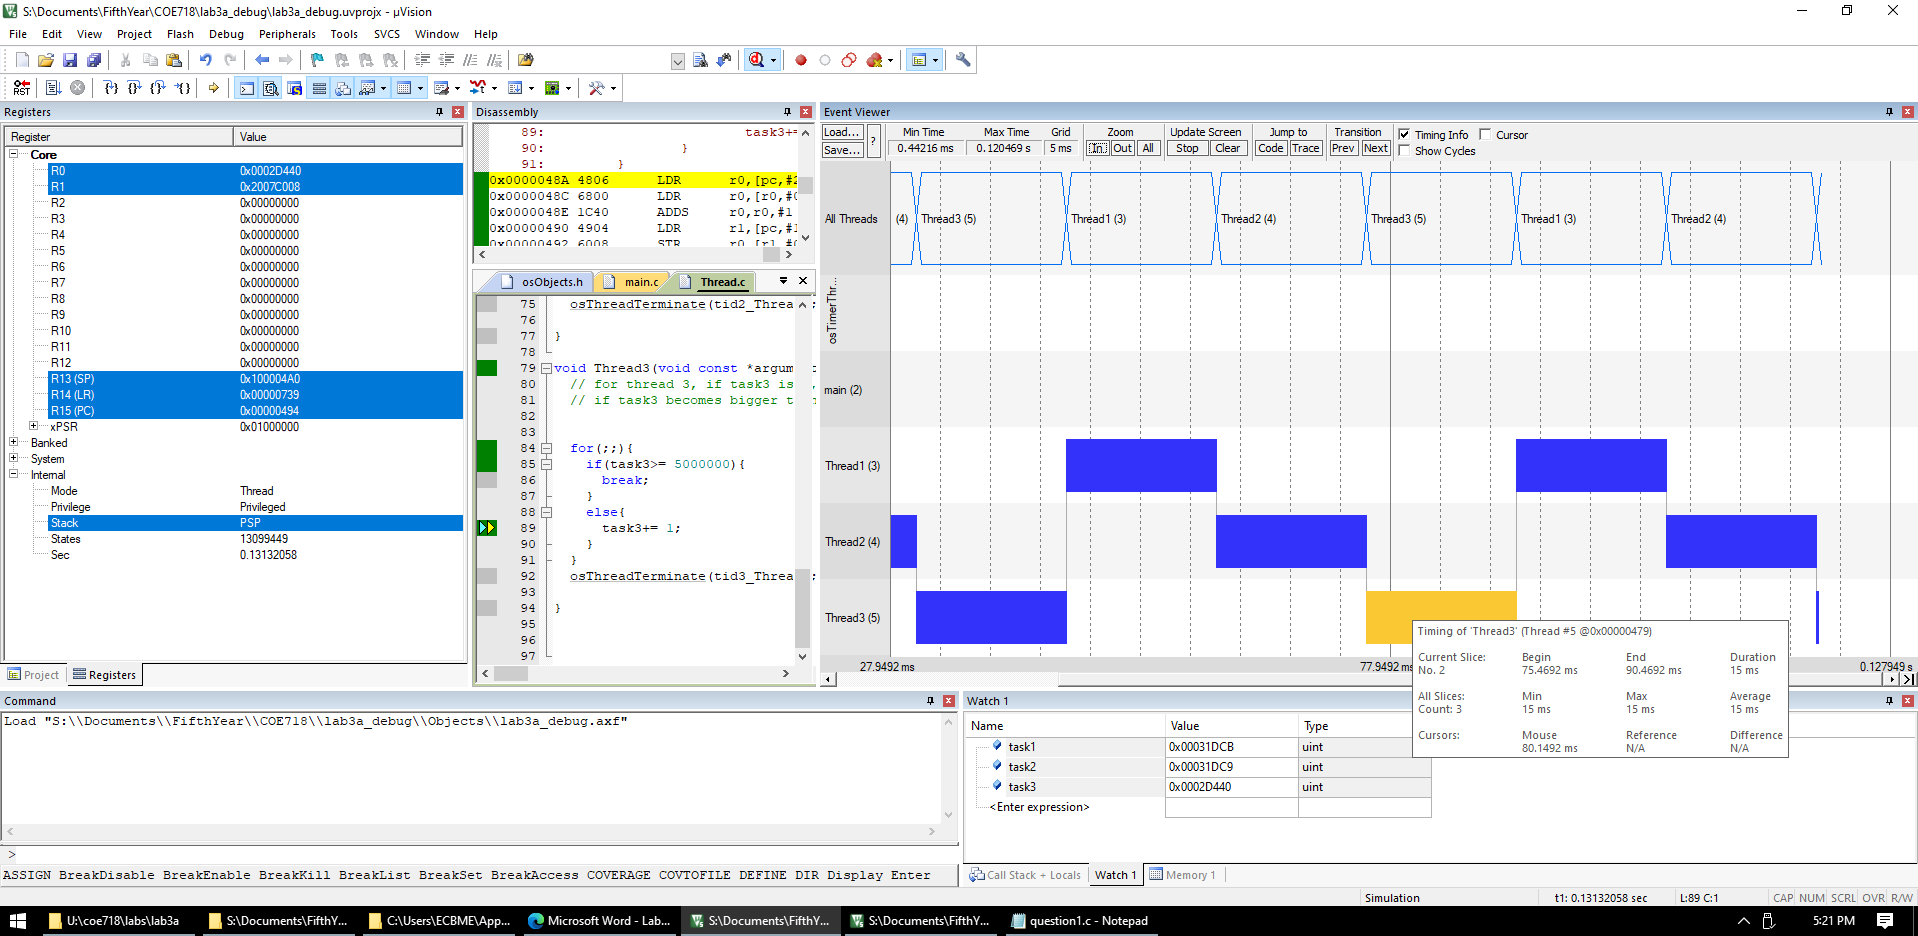 S:\Documents\FifthYear\COE718\lab3a_debug\lab3a_debug.uvprojx - µVision
File Edit View Project Flash Debug Peripherals Tools SVCS Window Help
Registers
Register Value
Core
R0 0x0002D440
R1 0x2007C008
R2 0x00000000
R3 0x00000000
R4 0x00000000
R5 0x00000000
R6 0x00000000
R7 0x00000000
R8 0x00000000
R9 0x00000000
R10 0x00000000
R11 0x00000000
R12 0x00000000
R13 (SP) 0x100004A0
R14 (LR) 0x00000739
R15 (PC) 0x00000494
xPSR 0x01000000
Banked
System
Internal
Mode Thread
Privilege Privileged
Stack PSP
States 13099449
Sec 0.13132058
Project Registers
Disassembly
89: task3+=
90: }
91: }
0x0000048A 4806 LDR r0,[pc,#2
0x0000048C 6800 LDR r0,[r0,#0
0x0000048E 1C40 ADDS r0,r0,#1
0x00000490 4904 LDR r1,[pc,#1
0x00000492 6008 STR r0,[r1,#0
osObjects.h main.c Thread.c
75 osThreadTerminate(tid2_Threa
76
77 }
78
79 void Thread3(void const *argum
80 // for thread 3, if task3 is
81 // if task3 becomes bigger t
82
83
84 for(;;){
85 if(task3>= 5000000){
86 break;
87 }
88 else{
89 task3+= 1;
90 }
91 }
92 osThreadTerminate(tid3_Threa
93
94 }
95
96
97
Event Viewer
Load... Save... ? Min Time 0.44216 ms Max Time 0.120469 s Grid 5 ms Zoom In Out All Update Screen Stop Clear Jump to Code Trace Transition Prev Next Timing Info Cursor Show Cycles
All Threads (4) Thread3 (5) Thread1 (3) Thread2 (4) Thread3 (5) Thread1 (3) Thread2 (4)
osTimerThr...
main (2)
Thread1 (3)
Thread2 (4)
Thread3 (5)
27.9492 ms 77.9492 ms 0.127949 s
Timing of 'Thread3' (Thread #5 @0x00000479)
Current Slice: Begin End Duration
No. 2 75.4692 ms 90.4692 ms 15 ms
All Slices: Min Max Average
Count: 3 15 ms 15 ms 15 ms
Cursors: Mouse Reference Difference
80.1492 ms N/A N/A
Command
Load "S:\\Documents\\FifthYear\\COE718\\lab3a_debug\\Objects\\lab3a_debug.axf"
>
ASSIGN BreakDisable BreakEnable BreakKill BreakList BreakSet BreakAccess COVERAGE COVTOFILE DEFINE DIR Display Enter
Watch 1
Name Value Type
task1 0x00031DCB uint
task2 0x00031DC9 uint
task3 0x0002D440 uint
<Enter expression>
Call Stack + Locals Watch 1 Memory 1
Simulation t1: 0.13132058 sec L:89 C:1 CAP NUM SCRL OVR R/W
U:\coe718\labs\lab3a S:\Documents\FifthY... C:\Users\ECBME\App... Microsoft Word - Lab... S:\Documents\FifthY... S:\Documents\FifthY... question1.c - Notepad 5:21 PM